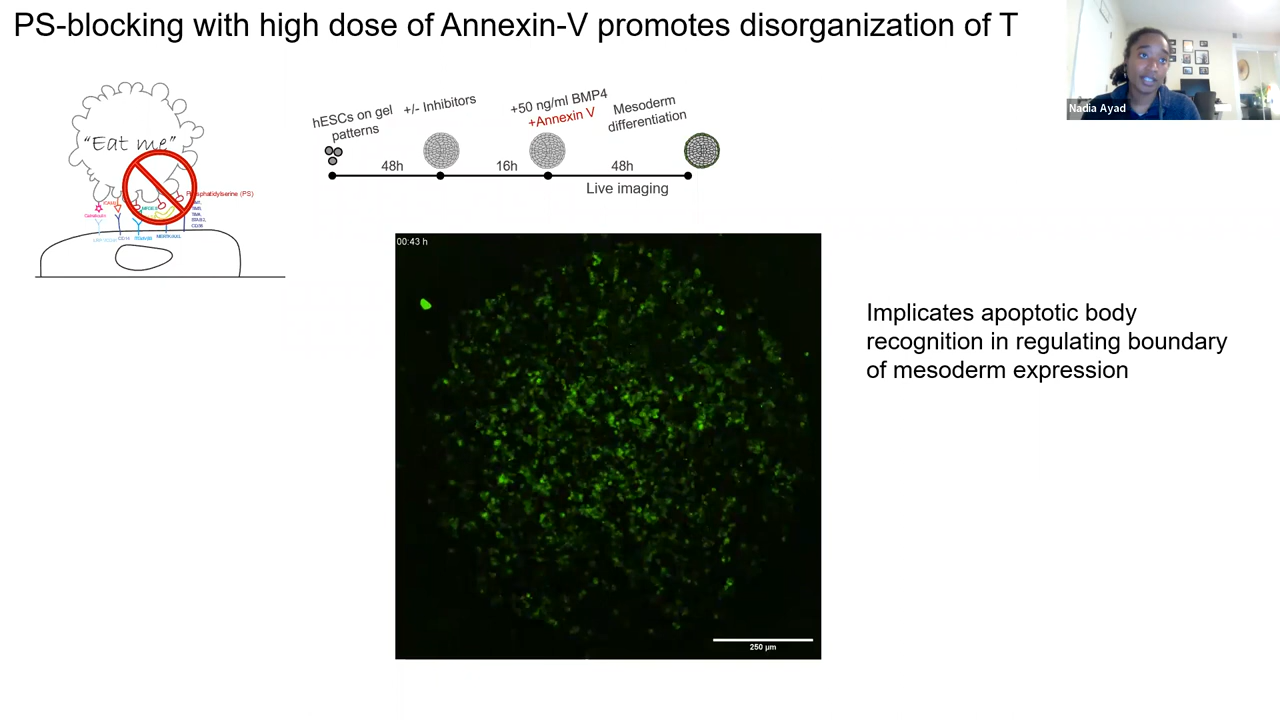 PS-blocking with high dose of Annexin-V promotes disorganization of T
Nadia Ayad
"Eat me"
hESCs on gel
patterns
+/- Inhibitors
+50 ng/ml BMP4
+Annexin V
Mesoderm
differentiation
48h
16h
48h
Live imaging
00:43 h
250 µm
Implicates apoptotic body
recognition in regulating boundary
of mesoderm expression